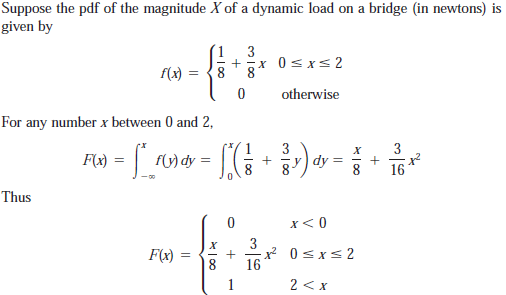 Suppose the pdf of the magnitude X of a dynamic load on a bridge (in newtons) is
given by
f(x) = { 1/8 + 3/8 x 0 ≤ x ≤ 2
0 otherwise
For any number x between 0 and 2,
F(x) = ∫_{-∞}^{x} f(y) dy = ∫_{0}^{x} (1/8 + 3/8 y) dy = x/8 + 3/16 x²
Thus
F(x) = { 0 x < 0
x/8 + 3/16 x² 0 ≤ x ≤ 2
1 2 < x